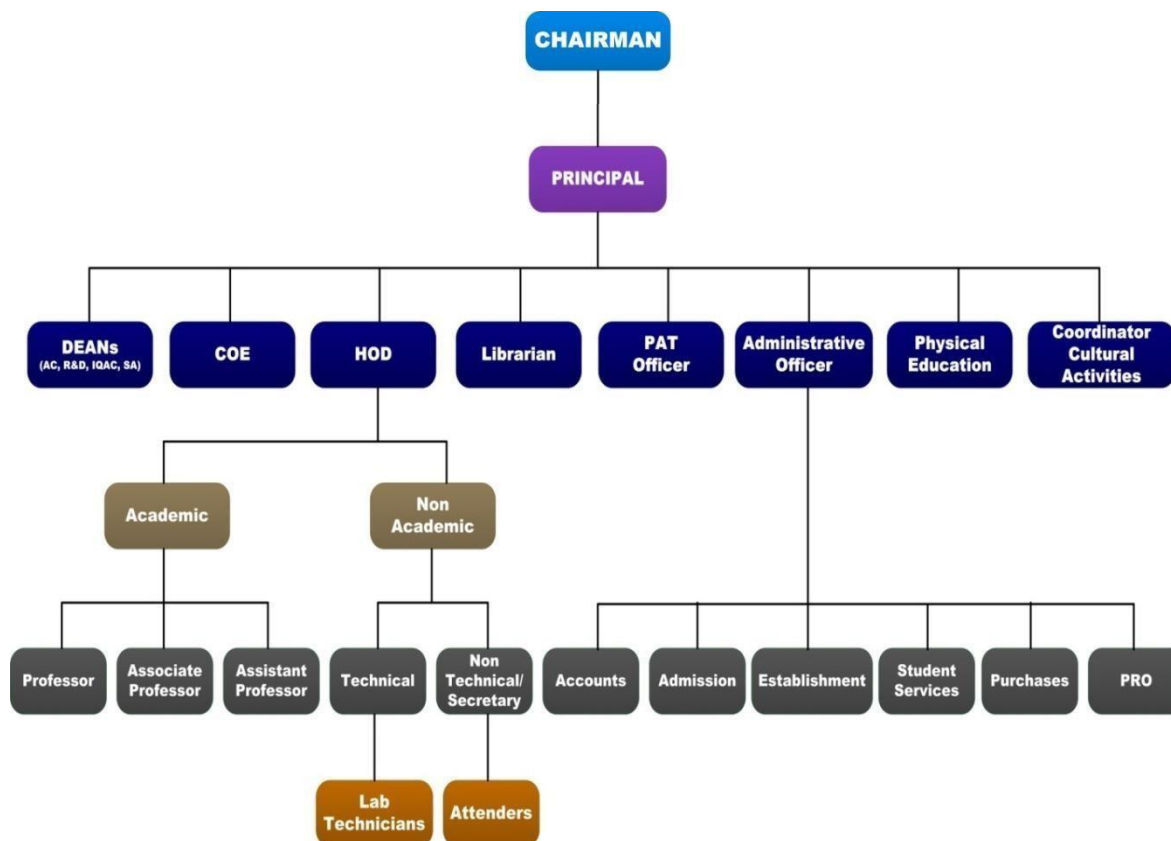 CHAIRMAN
PRINCIPAL
DEANs
(AC, R&D, IQAC, SA)
COE
HOD
Librarian
PAT
Officer
Administrative
Officer
Physical
Education
Coordinator
Cultural
Activities
Academic
Non
Academic
Professor
Associate
Professor
Assistant
Professor
Technical
Non
Technical/
Secretary
Accounts
Admission
Establishment
Student
Services
Purchases
PRO
Lab
Technicians
Attenders